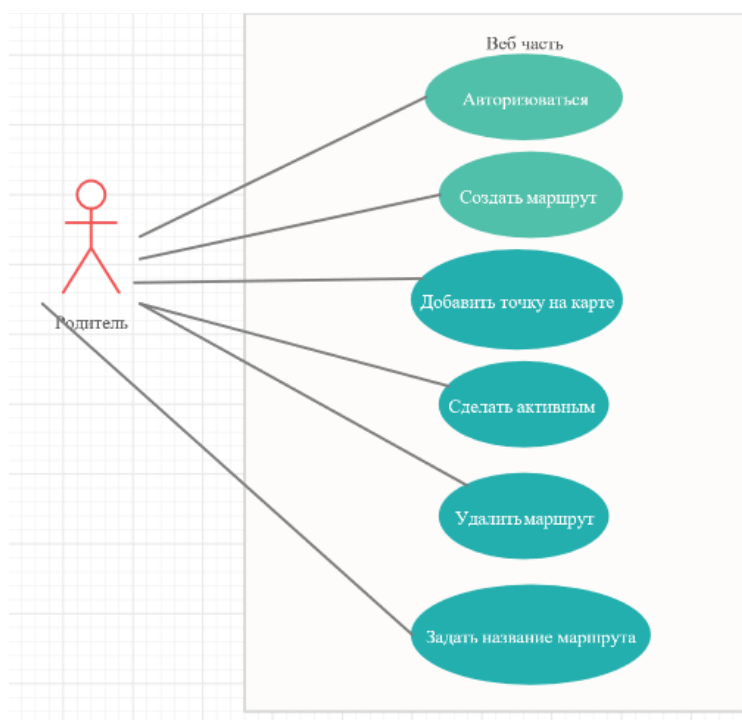 Веб часть
Авторизоваться
Создать маршрут
Родитель
Добавить точку на карте
Сделать активным
Удалить маршрут
Задать название маршрута